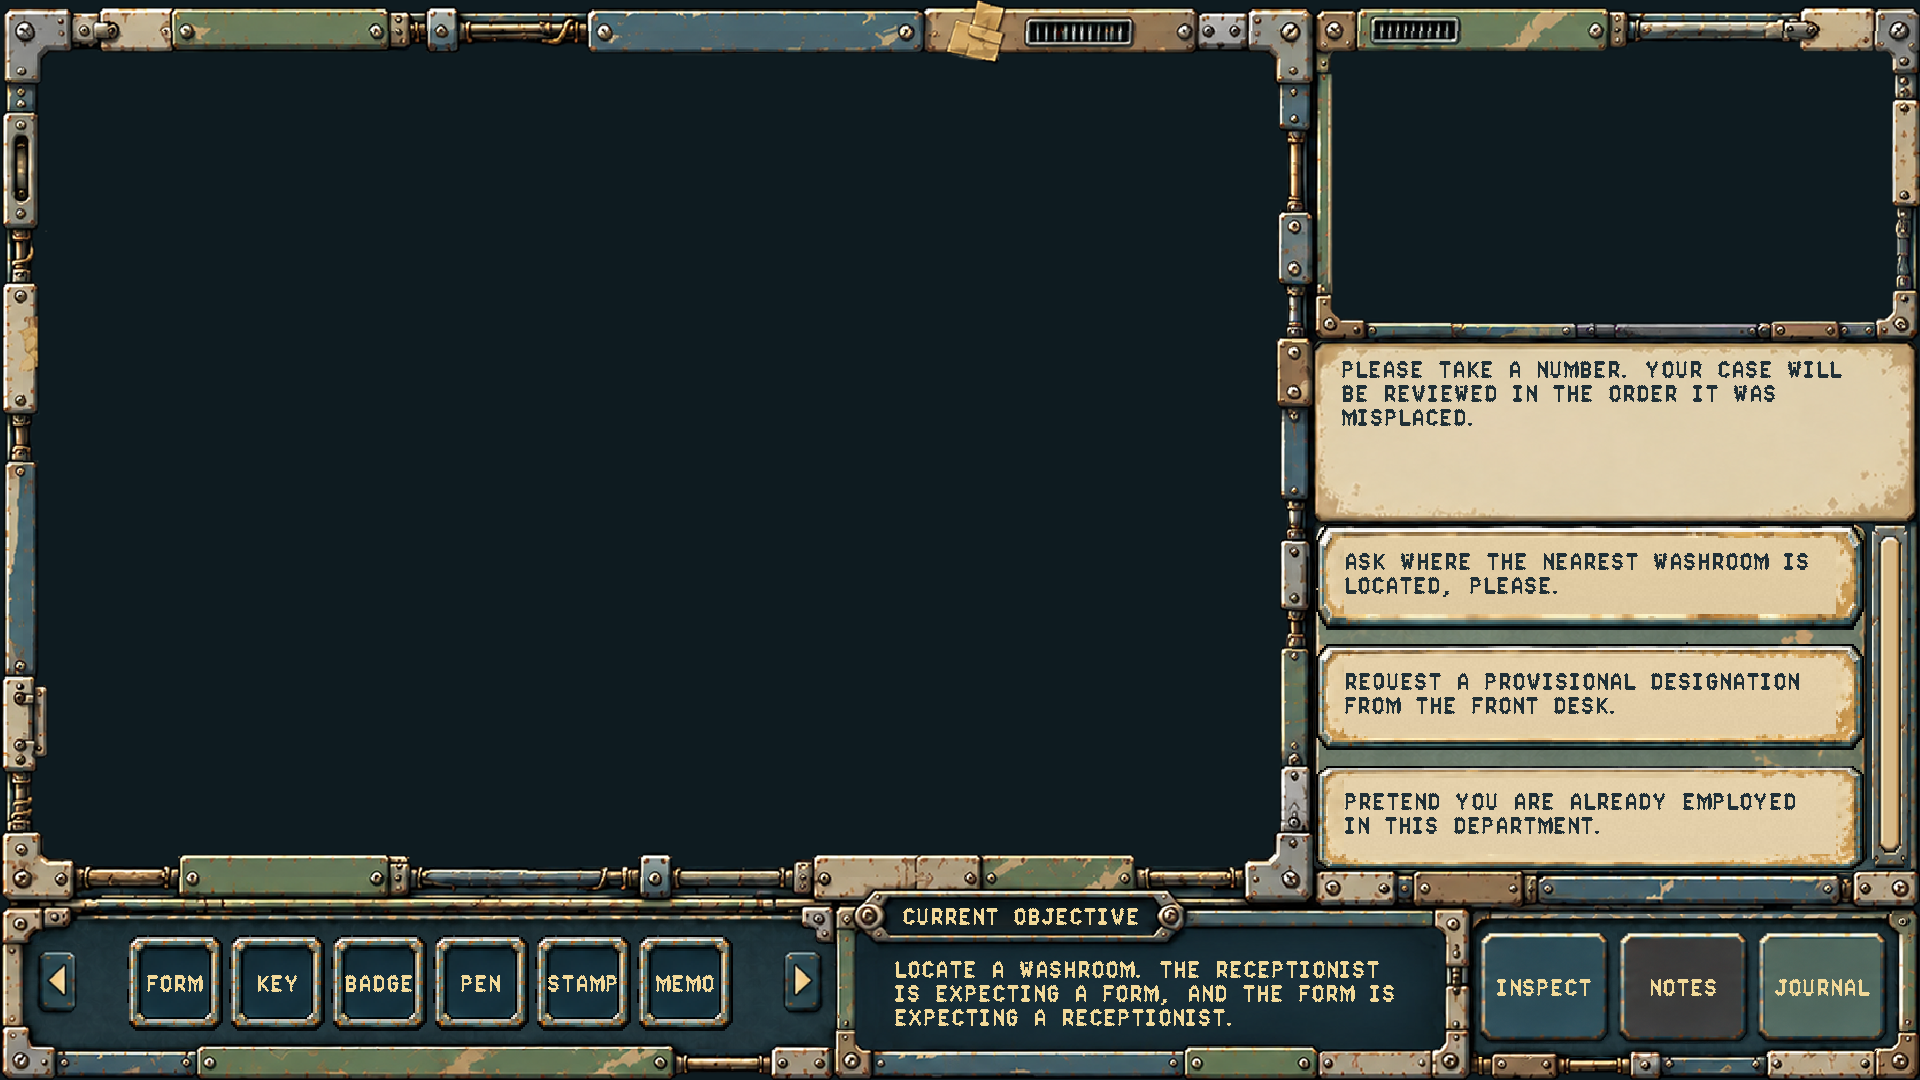 PLEASE TAKE A NUMBER. YOUR CASE WILL
BE REVIEWED IN THE ORDER IT WAS
MISPLACED.
ASK WHERE THE NEAREST WASHROOM IS
LOCATED, PLEASE.
REQUEST A PROVISIONAL DESIGNATION
FROM THE FRONT DESK.
PRETEND YOU ARE ALREADY EMPLOYED
IN THIS DEPARTMENT.
CURRENT OBJECTIVE
LOCATE A WASHROOM. THE RECEPTIONIST
IS EXPECTING A FORM, AND THE FORM IS
EXPECTING A RECEPTIONIST.
FORM
KEY
BADGE
PEN
STAMP
MEMO
INSPECT
NOTES
JOURNAL